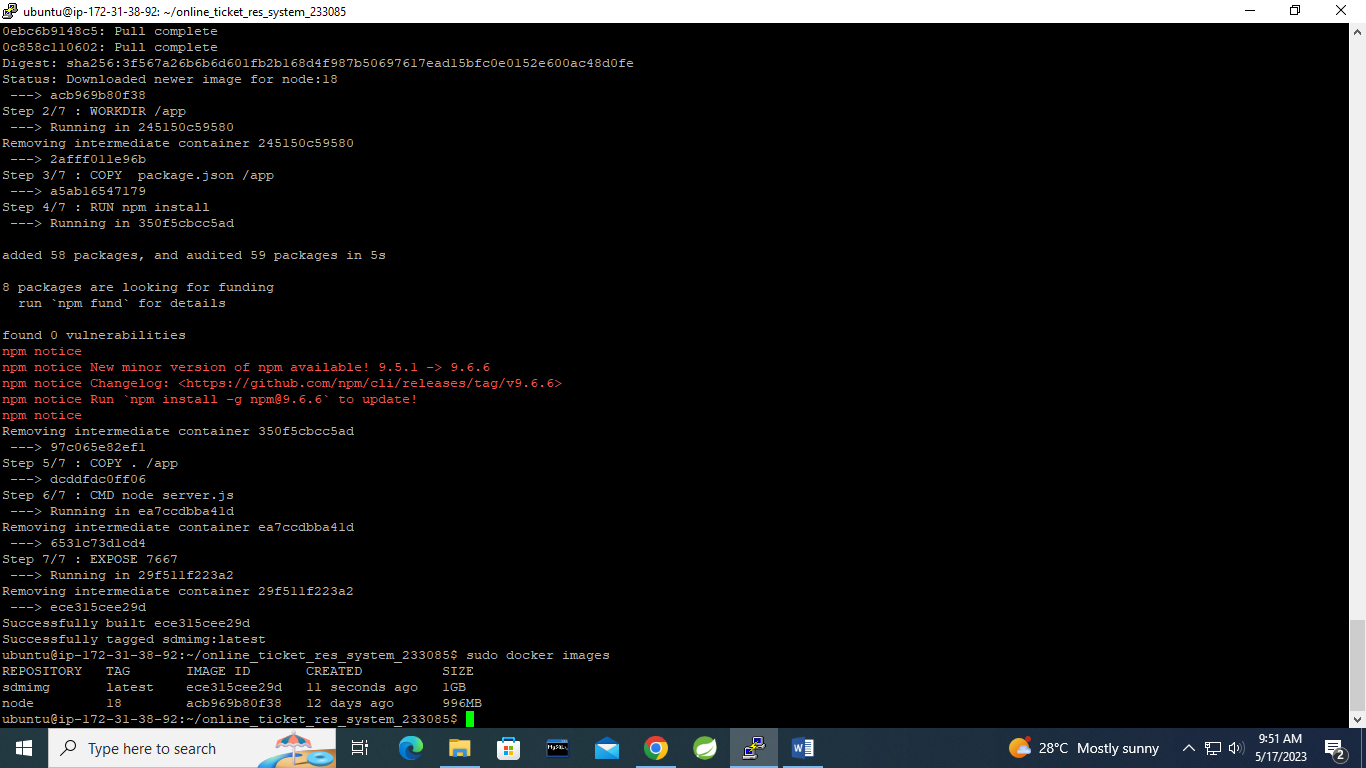 ubuntu@ip-172-31-38-92: ~/online_ticket_res_system_233085
0ebc6b9148c5: Pull complete
0c858c110602: Pull complete
Digest: sha256:3f567a26b6b6d601fb2b168d4f987b50697617ead15bfc0e0152e600ac48d0fe
Status: Downloaded newer image for node:18
---> acb969b80f38
Step 2/7 : WORKDIR /app
---> Running in 245150c59580
Removing intermediate container 245150c59580
---> 2afff011e96b
Step 3/7 : COPY  package.json /app
---> a5ab16547179
Step 4/7 : RUN npm install
---> Running in 350f5cbcc5ad
added 58 packages, and audited 59 packages in 5s
8 packages are looking for funding
run `npm fund` for details
found 0 vulnerabilities
npm notice
npm notice New minor version of npm available! 9.5.1 -> 9.6.6
npm notice Changelog: <https://github.com/npm/cli/releases/tag/v9.6.6>
npm notice Run `npm install -g npm@9.6.6` to update!
npm notice
Removing intermediate container 350f5cbcc5ad
---> 97c065e82ef1
Step 5/7 : COPY . /app
---> dcddfdc0ff06
Step 6/7 : CMD node server.js
---> Running in ea7ccdbba41d
Removing intermediate container ea7ccdbba41d
---> 6531c73d1cd4
Step 7/7 : EXPOSE 7667
---> Running in 29f511f223a2
Removing intermediate container 29f511f223a2
---> ece315cee29d
Successfully built ece315cee29d
Successfully tagged sdmimg:latest
ubuntu@ip-172-31-38-92:~/online_ticket_res_system_233085$ sudo docker images
REPOSITORY   TAG       IMAGE ID       CREATED          SIZE
sdmimg       latest    ece315cee29d   11 seconds ago   1GB
node         18        acb969b80f38   12 days ago      996MB
ubuntu@ip-172-31-38-92:~/online_ticket_res_system_233085$
Type here to search
MySQL
28°C Mostly sunny
9:51 AM
5/17/2023
2